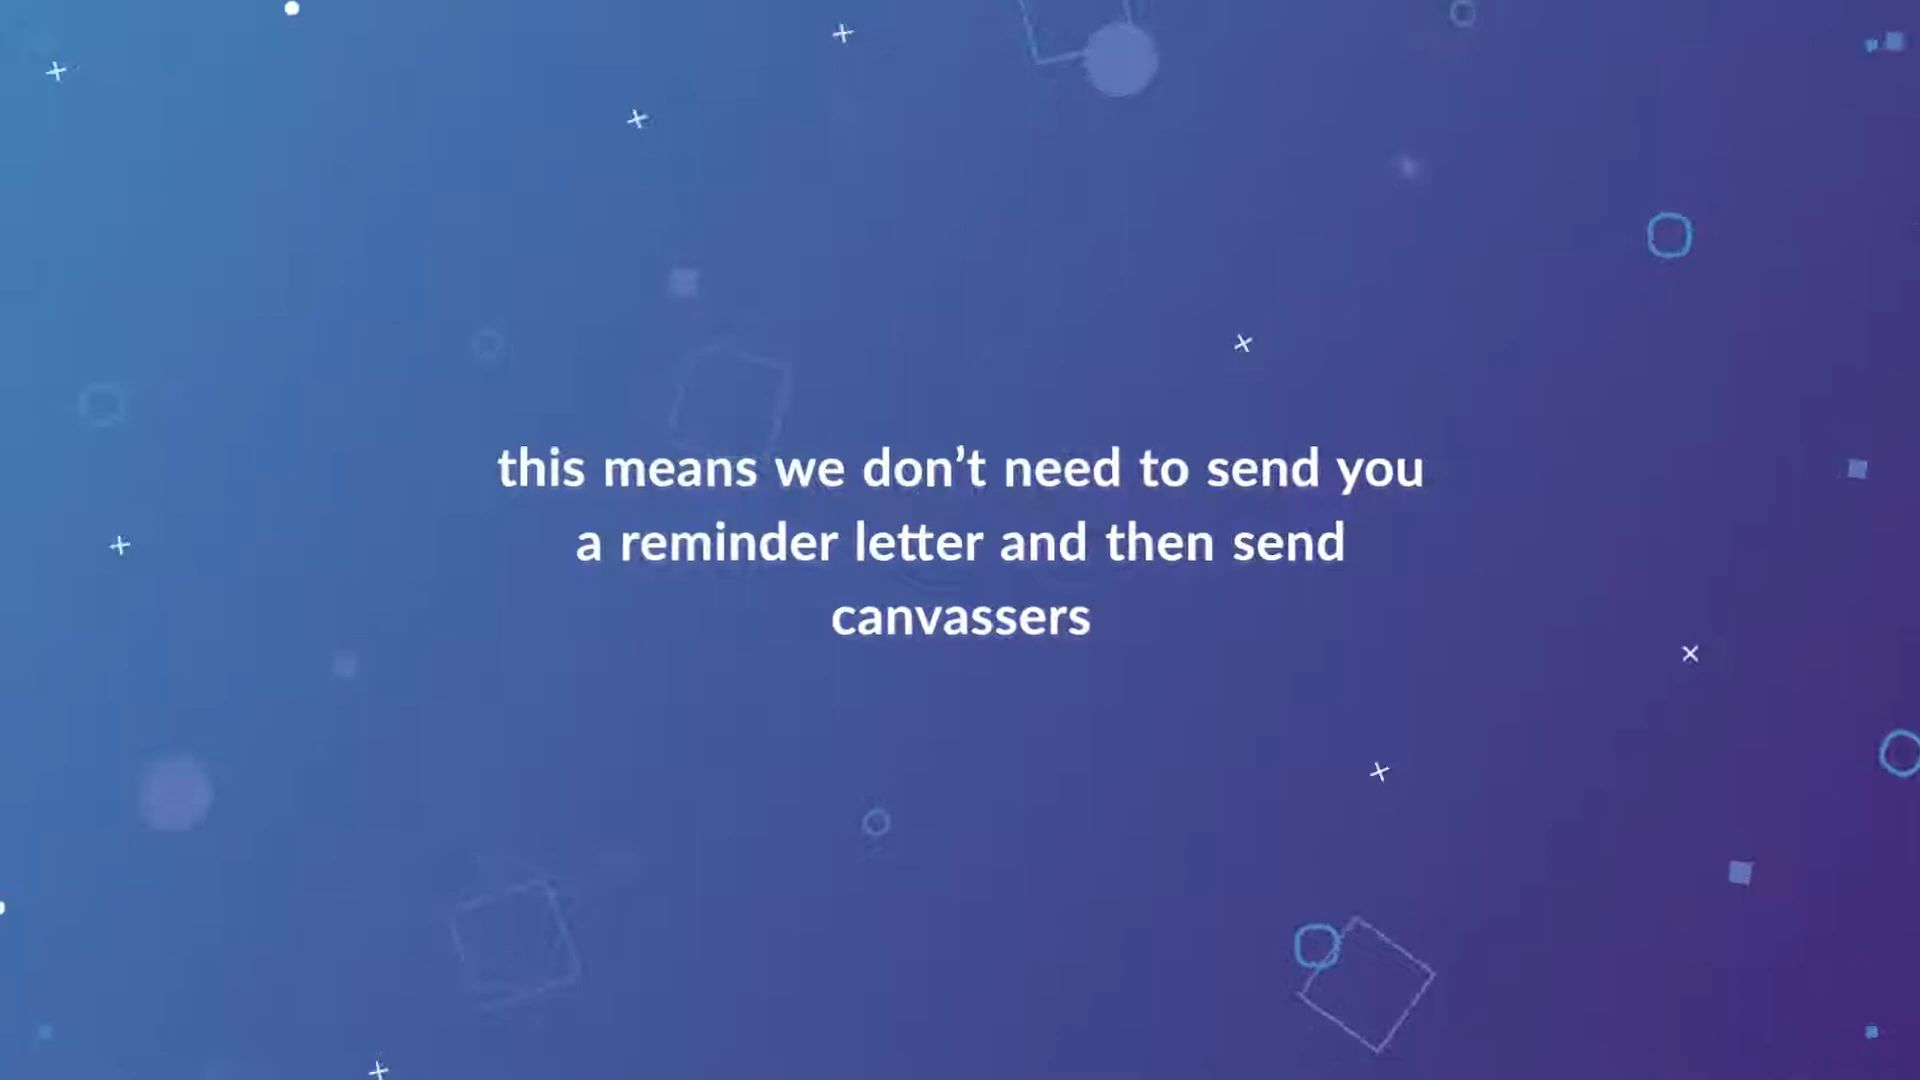 this means we don’t need to send you
a reminder letter and then send
canvassers